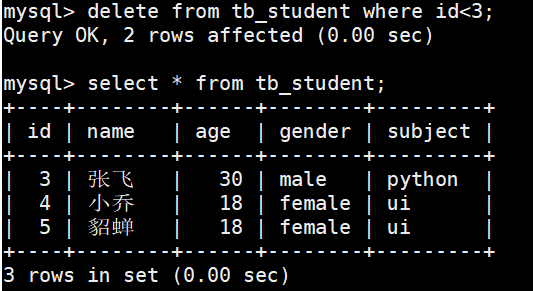 mysql> delete from tb_student where id<3;
Query OK, 2 rows affected (0.00 sec)
mysql> select * from tb_student;
+----+--------+------+--------+---------+
| id | name   | age  | gender | subject |
+----+--------+------+--------+---------+
|  3 | 张飞   |   30 | male   | python  |
|  4 | 小乔   |   18 | female | ui      |
|  5 | 貂蝉   |   18 | female | ui      |
+----+--------+------+--------+---------+
3 rows in set (0.00 sec)